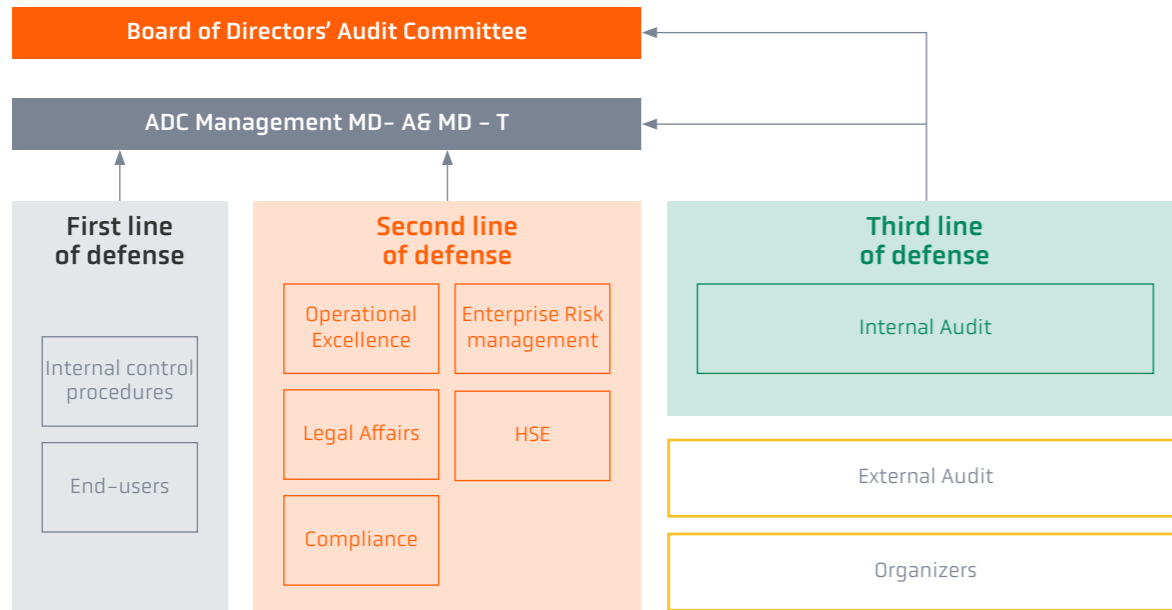 Board of Directors’ Audit Committee
ADC Management MD– A& MD – T
First line
of defense
Internal control
procedures
End–users
Second line
of defense
Operational
Excellence
Enterprise Risk
management
Legal Affairs
HSE
Compliance
Third line
of defense
Internal Audit
External Audit
Organizers